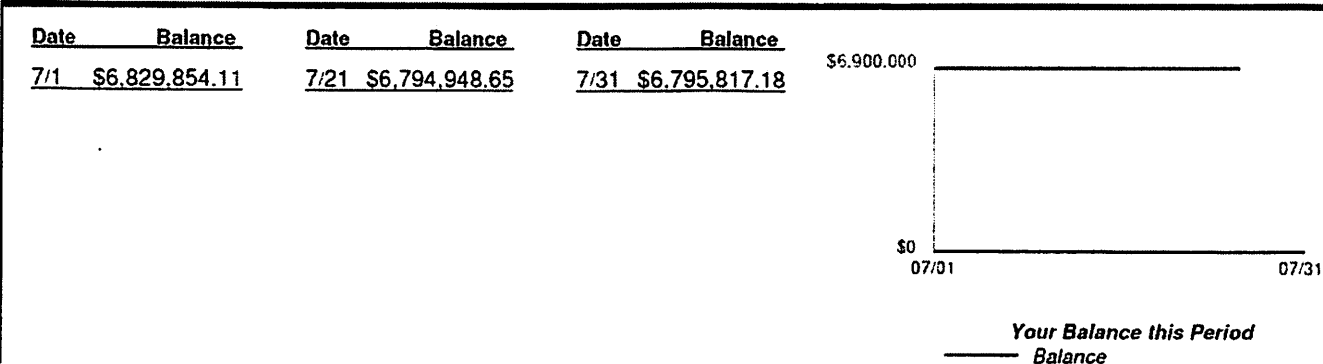 Date Balance Date Balance Date Balance
7/1 $6,829,854.11 7/21 $6,794,948.65 7/31 $6.795,817.18
$6.900.000
$0
07/01 07/31
Your Balance this Period
Balance